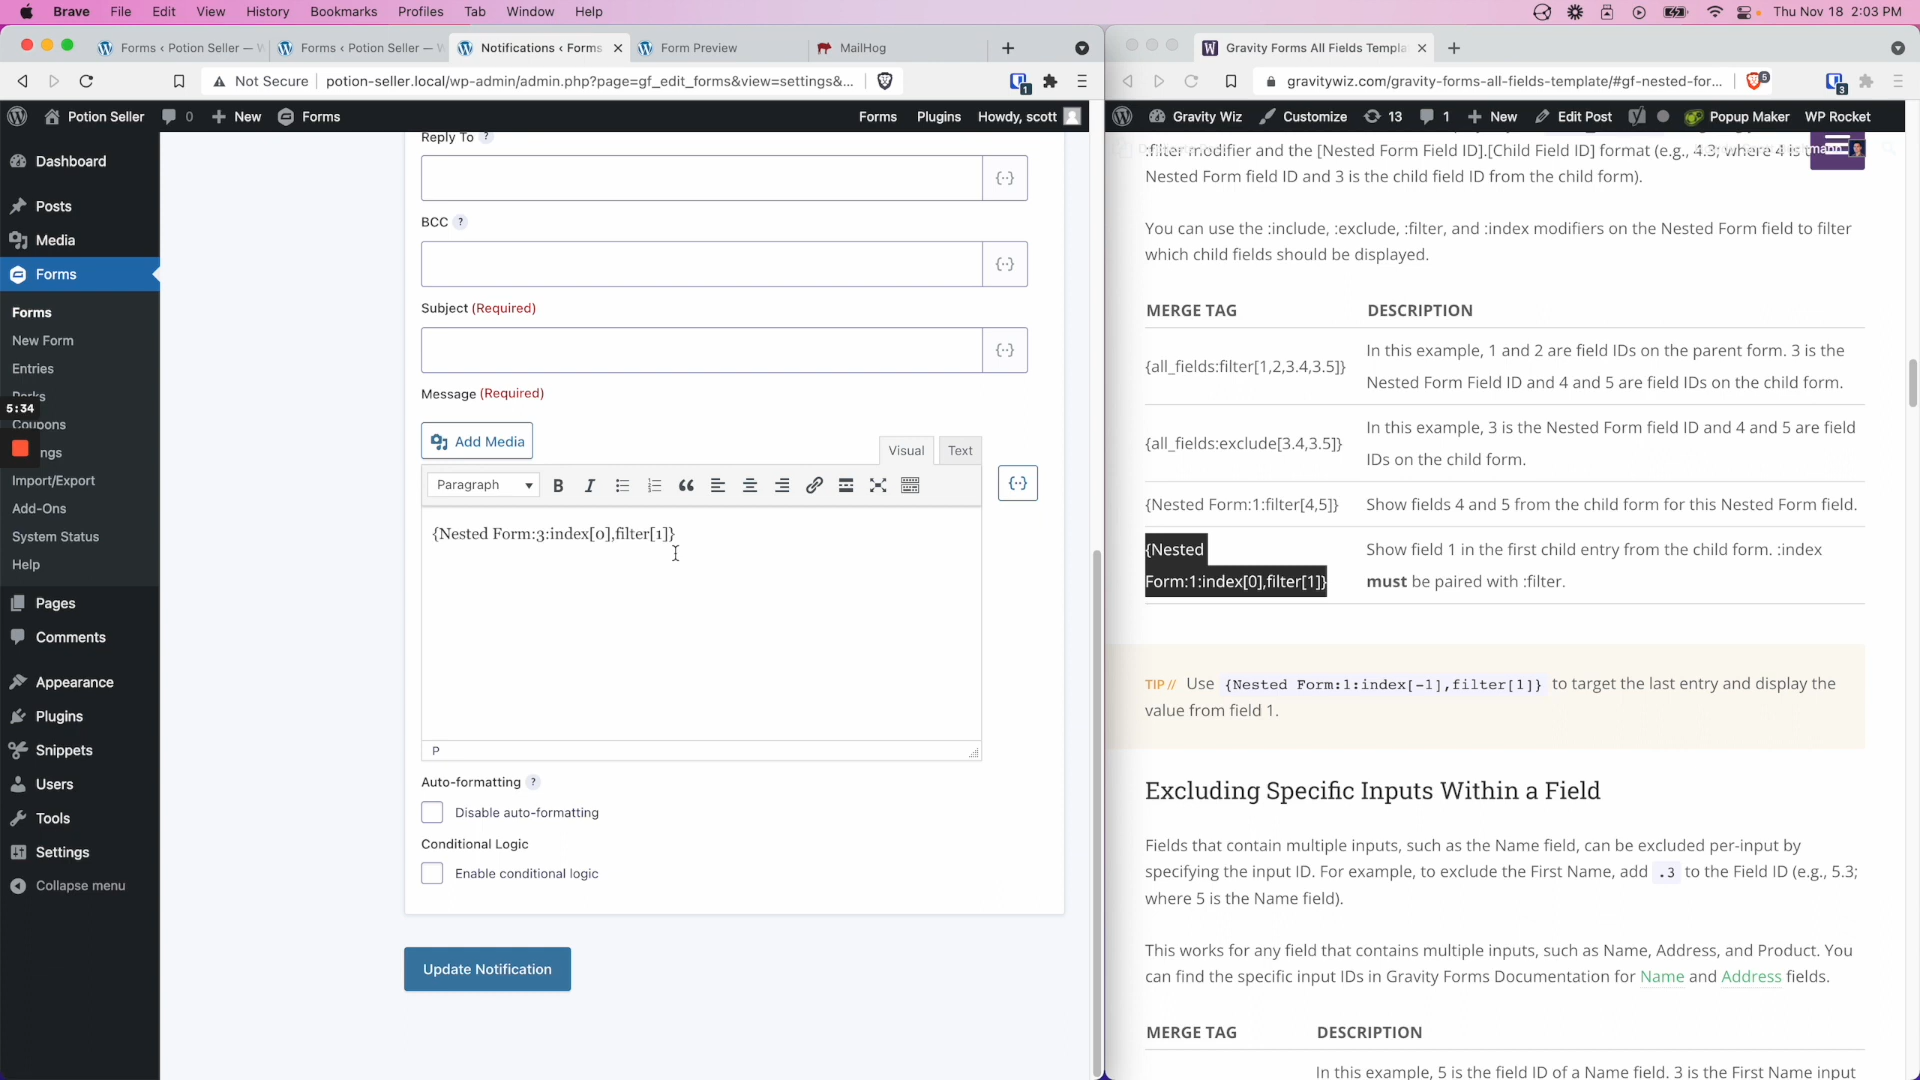 Brave File Edit View History Bookmarks Profiles Tab Window Help
Thu Nov 18 2:03 PM
Forms ‹ Potion Seller — W
Forms ‹ Potion Seller — W
Notifications ‹ Forms
Form Preview
MailHog
Not Secure potion-seller.local/wp-admin/admin.php?page=gf_edit_forms&view=settings&...
1
Potion Seller 0 New Forms
Forms Plugins Howdy, scott
Dashboard
Posts
Media
Forms
Forms
New Form
Entries
Perks
5:34
Coupons
ngs
Import/Export
Add-Ons
System Status
Help
Pages
Comments
Appearance
Plugins
Snippets
Users
Tools
Settings
Collapse menu
Reply To ?
{··}
BCC ?
{··}
Subject (Required)
{··}
Message (Required)
Add Media
Visual Text
Paragraph B I
{··}
{Nested Form:3:index[0],filter[1]}
P
Auto-formatting ?
Disable auto-formatting
Conditional Logic
Enable conditional logic
Update Notification
Gravity Forms All Fields Templa
gravitywiz.com/gravity-forms-all-fields-template/#gf-nested-for...
5
3
Gravity Wiz Customize 13 1 New Edit Post Popup Maker WP Rocket
:filter modifier and the [Nested Form Field ID].[Child Field ID] format (e.g., 4.3; where 4 is t
Nested Form field ID and 3 is the child field ID from the child form).
You can use the :include, :exclude, :filter, and :index modifiers on the Nested Form field to filter
which child fields should be displayed.
MERGE TAG DESCRIPTION
{all_fields:filter[1,2,3.4,3.5]}
In this example, 1 and 2 are field IDs on the parent form. 3 is the
Nested Form Field ID and 4 and 5 are field IDs on the child form.
{all_fields:exclude[3.4,3.5]}
In this example, 3 is the Nested Form field ID and 4 and 5 are field
IDs on the child form.
{Nested Form:1:filter[4,5]} Show fields 4 and 5 from the child form for this Nested Form field.
{Nested
Form:1:index[0],filter[1]}
Show field 1 in the first child entry from the child form. :index
must be paired with :filter.
TIP // Use {Nested Form:1:index[-1],filter[1]} to target the last entry and display the
value from field 1.
Excluding Specific Inputs Within a Field
Fields that contain multiple inputs, such as the Name field, can be excluded per-input by
specifying the input ID. For example, to exclude the First Name, add .3 to the Field ID (e.g., 5.3;
where 5 is the Name field).
This works for any field that contains multiple inputs, such as Name, Address, and Product. You
can find the specific input IDs in Gravity Forms Documentation for Name and Address fields.
MERGE TAG DESCRIPTION
In this example, 5 is the field ID of a Name field. 3 is the First Name input